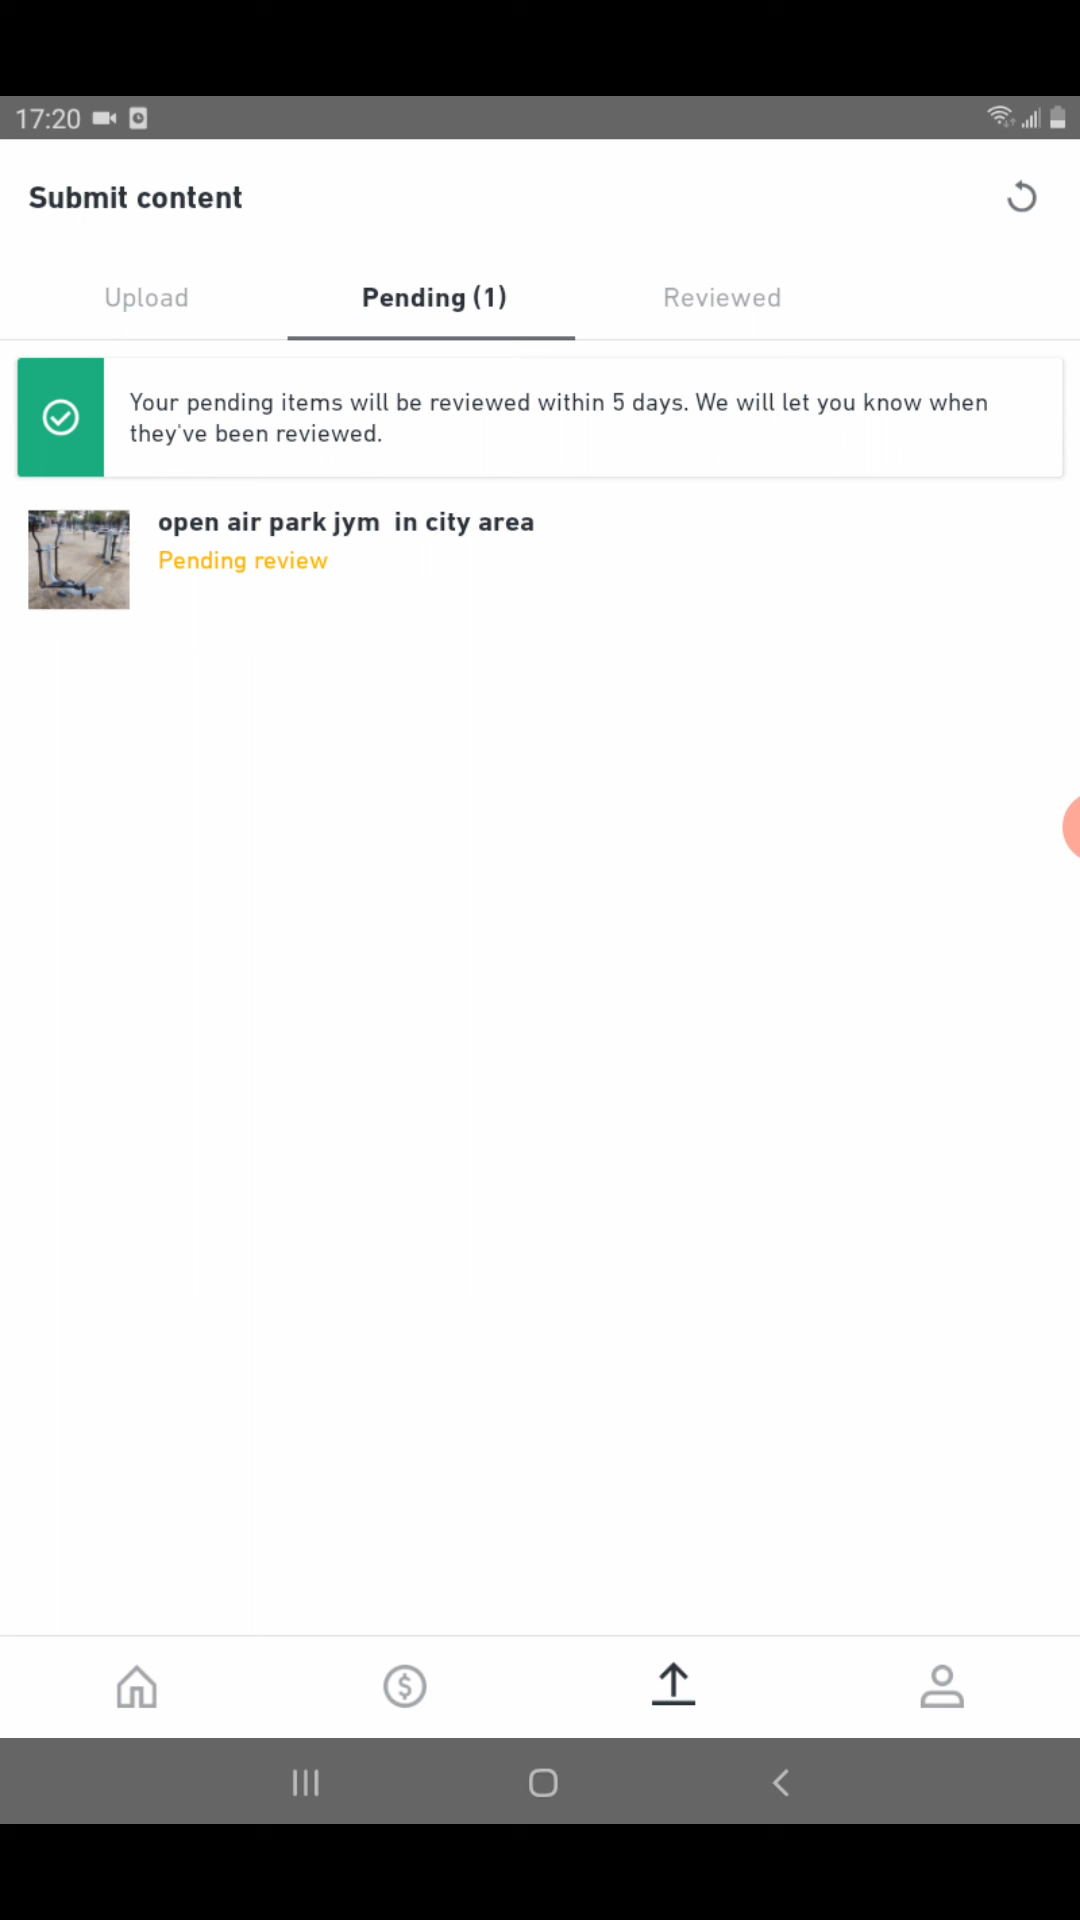 17:20
Submit content
Upload
Pending (1)
Reviewed
Your pending items will be reviewed within 5 days. We will let you know when
they've been reviewed.
open air park jym  in city area
Pending review